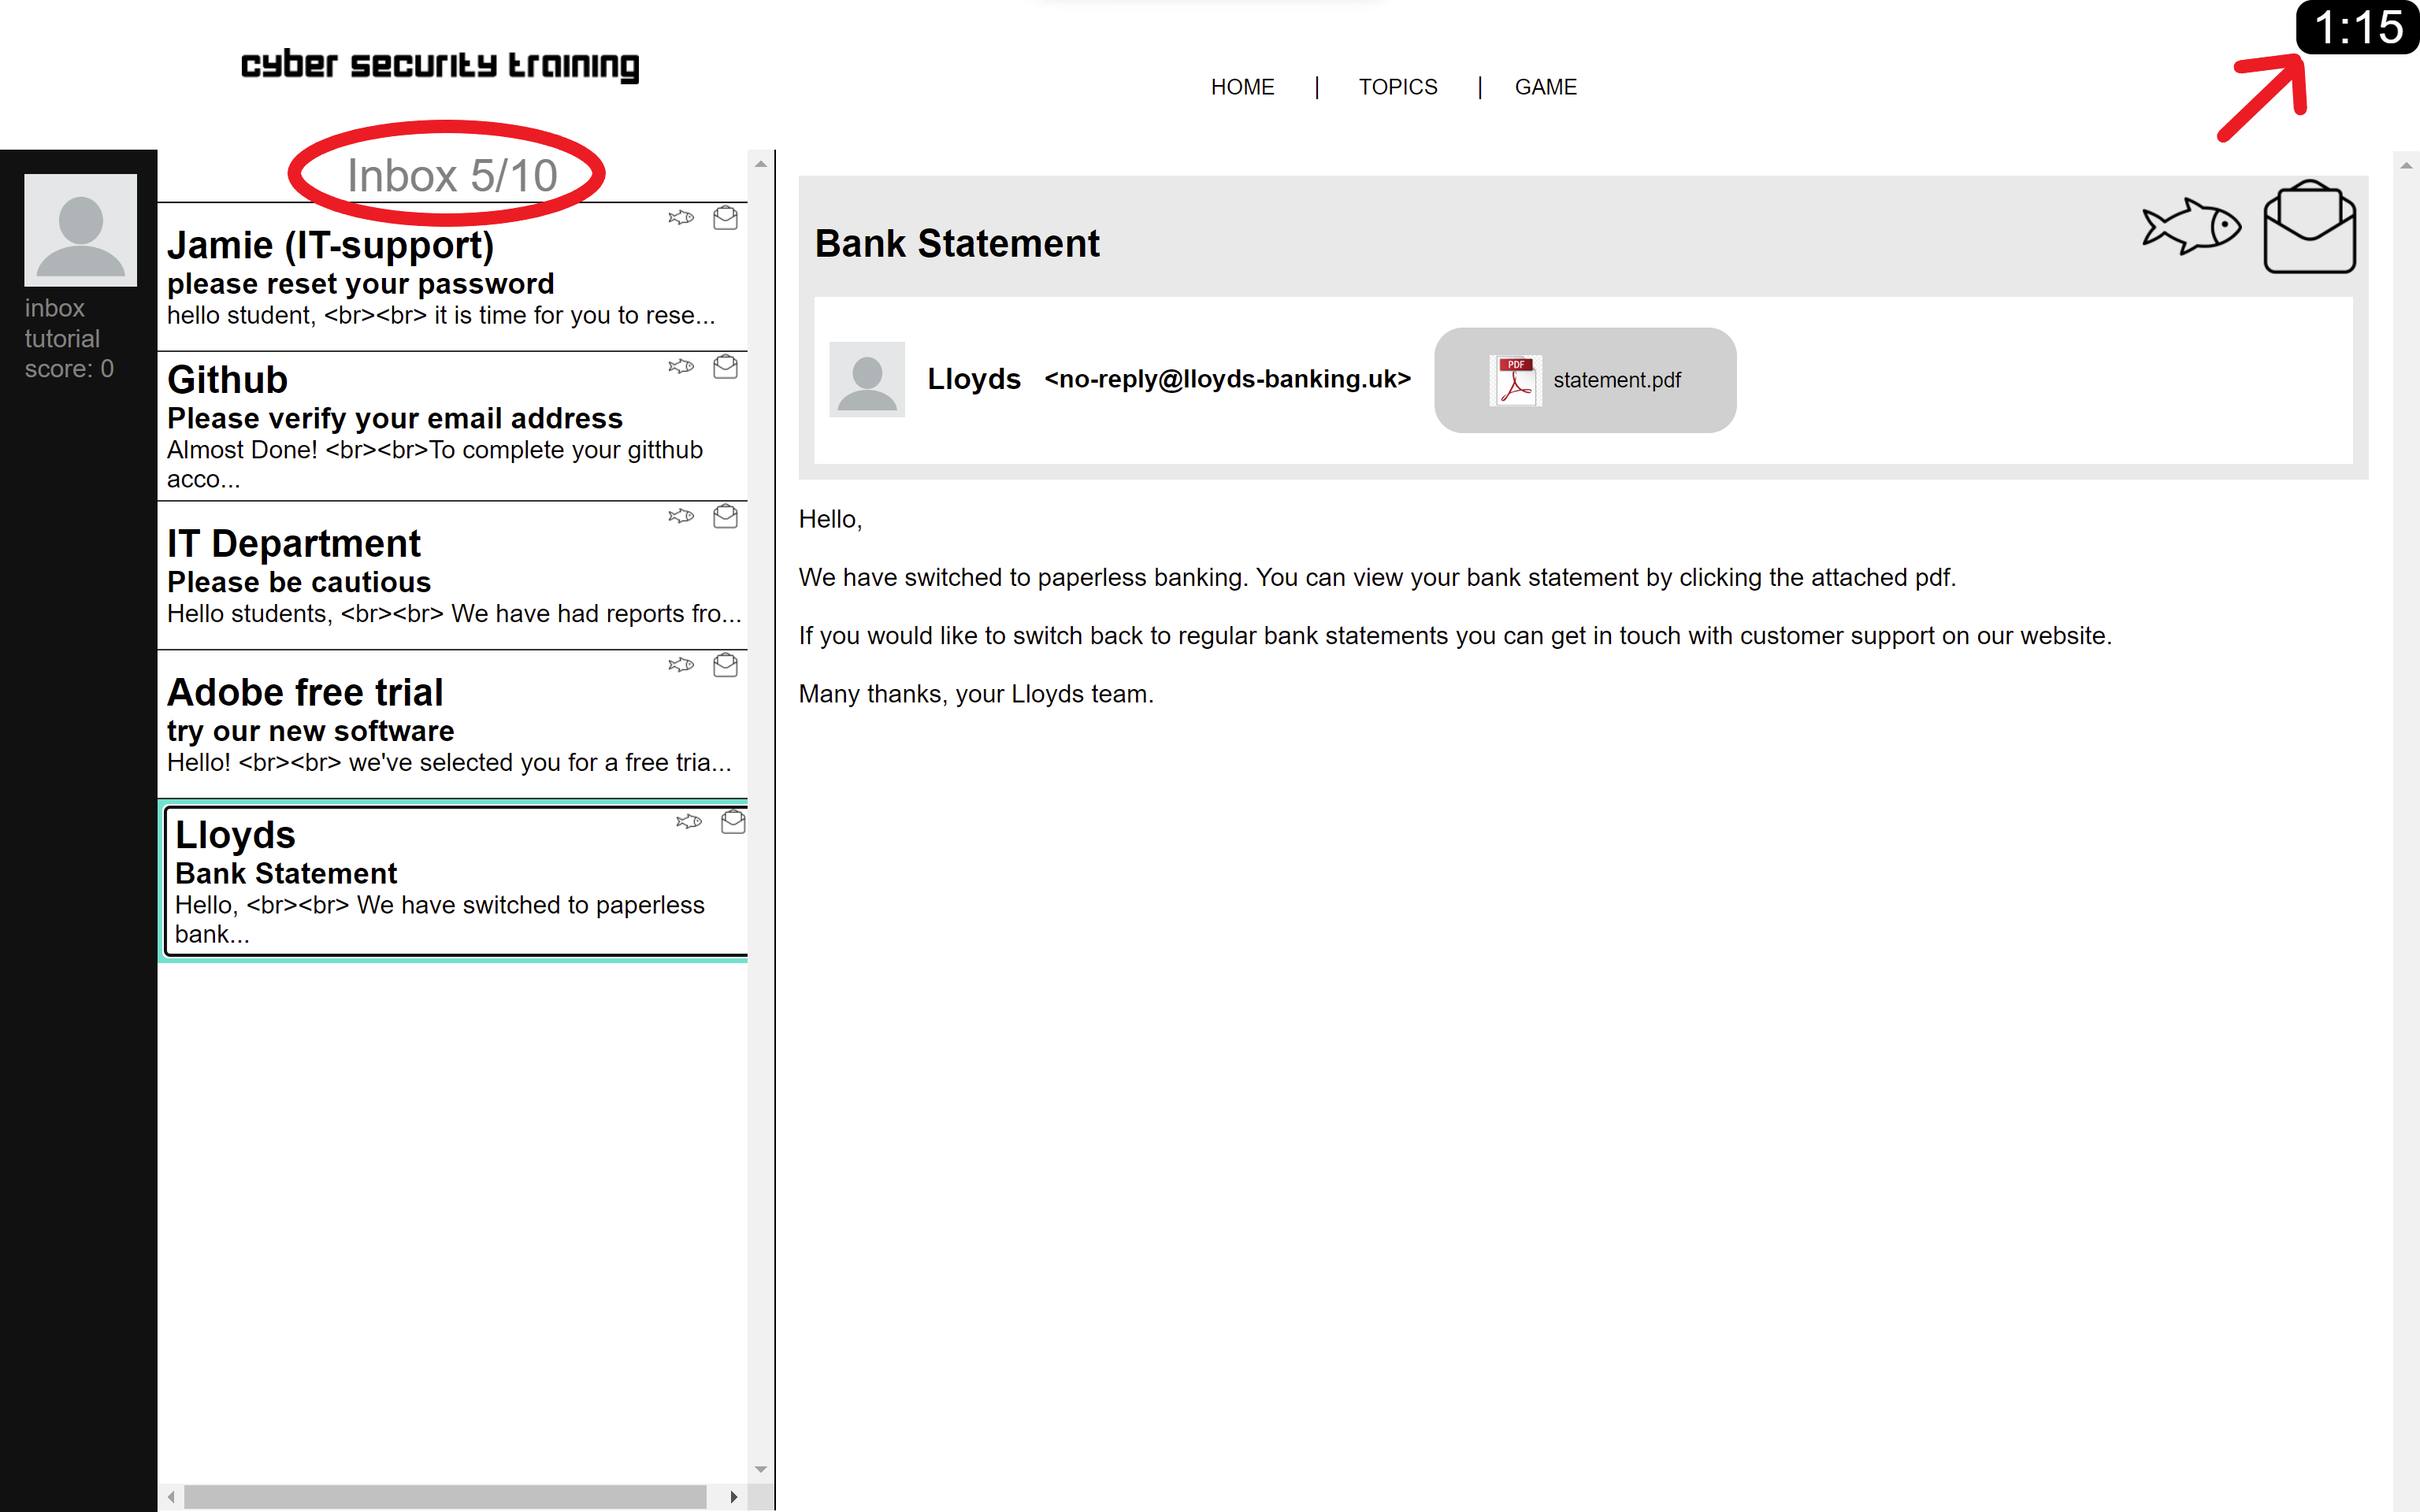 cyber security training
HOME | TOPICS | GAME
1:15
inbox
tutorial
score: 0
Inbox 5/10
Jamie (IT-support)
please reset your password
hello student, <br><br> it is time for you to rese...
Github
Please verify your email address
Almost Done! <br><br>To complete your gitthub
acco...
IT Department
Please be cautious
Hello students, <br><br> We have had reports fro...
Adobe free trial
try our new software
Hello! <br><br> we've selected you for a free tria...
Lloyds
Bank Statement
Hello, <br><br> We have switched to paperless
bank...
Bank Statement
Lloyds <no-reply@lloyds-banking.uk> PDF statement.pdf
Hello,
We have switched to paperless banking. You can view your bank statement by clicking the attached pdf.
If you would like to switch back to regular bank statements you can get in touch with customer support on our website.
Many thanks, your Lloyds team.